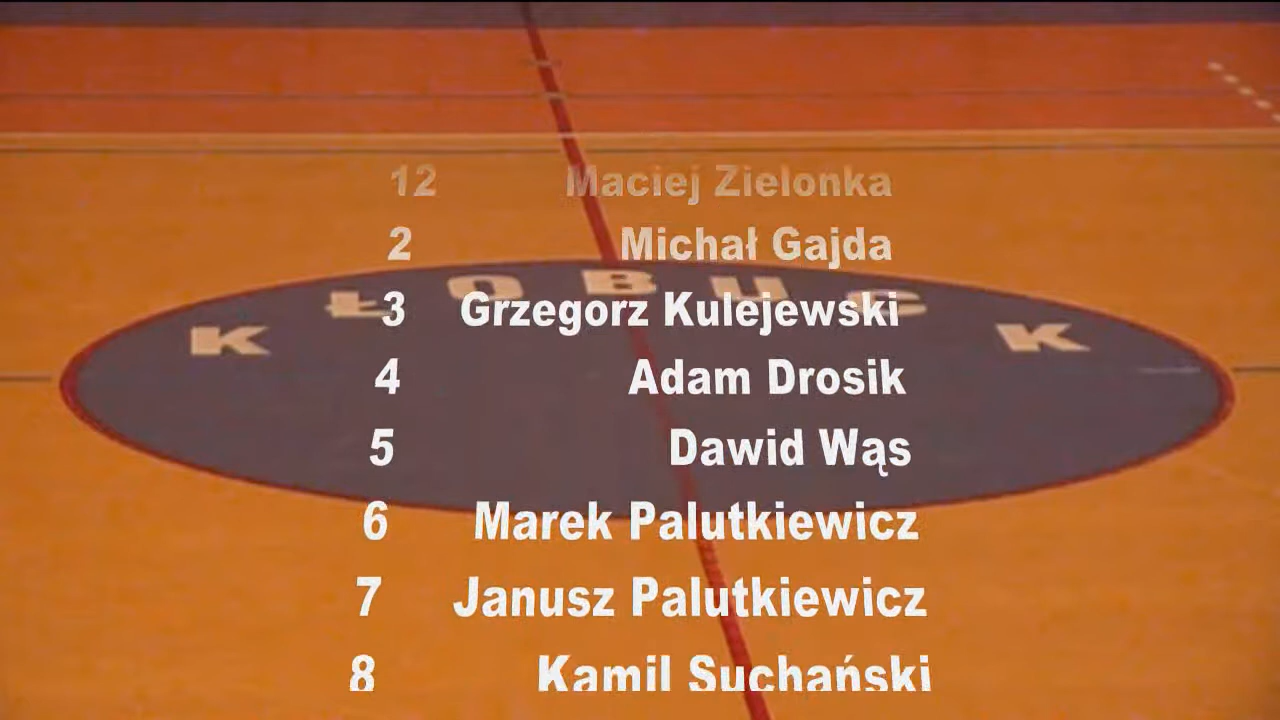 12 Maciej Zielonka
2 Michał Gajda
KŁOBUCK
3 Grzegorz Kulejewski
4 Adam Drosik
5 Dawid Wąs
6 Marek Palutkiewicz
7 Janusz Palutkiewicz
8 Kamil Suchański